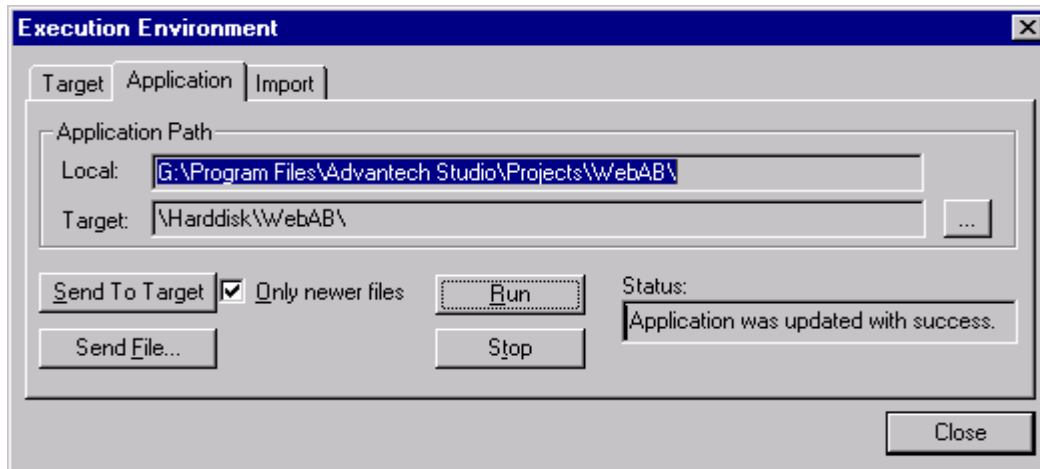 Execution Environment
Target Application Import
Application Path
Local: G:\Program Files\Advantech Studio\Projects\WebAB\
Target: \Harddisk\WebAB\ ...
Send To Target Only newer files Run Status:
Application was updated with success.
Send File... Stop
Close